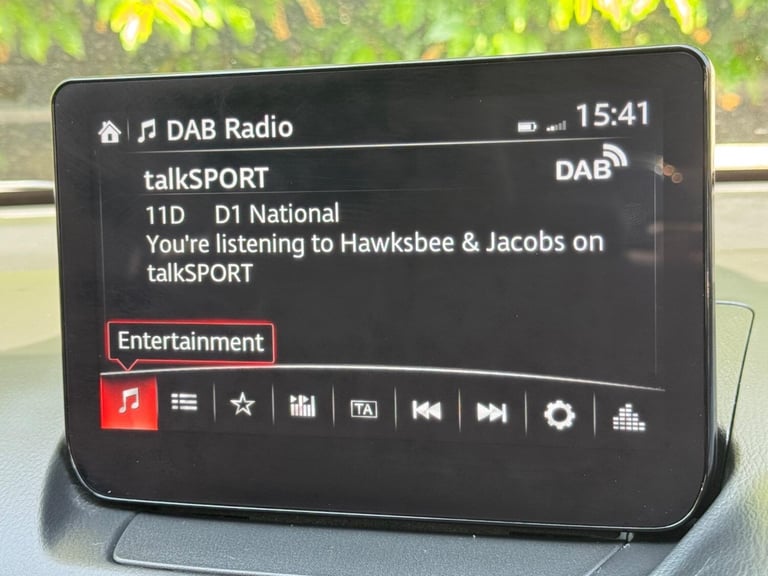 DAB Radio
15:41
talkSPORT
DAB
11D D1 National
You're listening to Hawksbee & Jacobs on
talkSPORT
Entertainment
TA